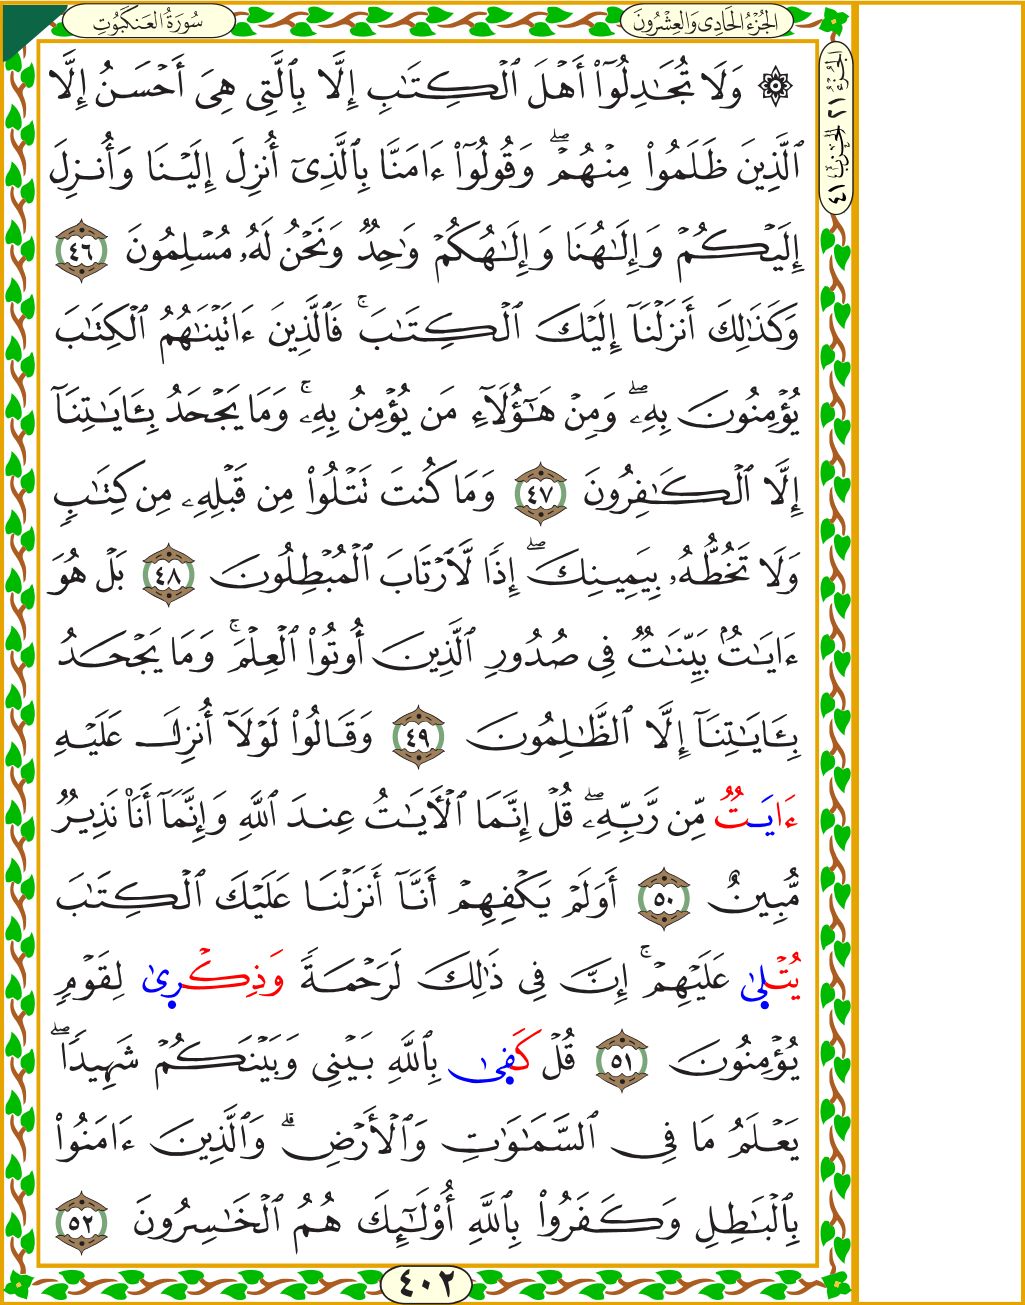 سُورَةُ العَنكَبُوت
الجُزْءُ الحَادِي وَالعِشْرُونَ
الجُزْءُ ٢١ الحِزْبُ ٤١
۞ وَلَا تُجَٰدِلُوٓاْ أَهۡلَ ٱلۡكِتَٰبِ إِلَّا بِٱلَّتِي هِيَ أَحۡسَنُ إِلَّا
ٱلَّذِينَ ظَلَمُواْ مِنۡهُمۡۖ وَقُولُوٓاْ ءَامَنَّا بِٱلَّذِيٓ أُنزِلَ إِلَيۡنَا وَأُنزِلَ
إِلَيۡكُمۡ وَإِلَٰهُنَا وَإِلَٰهُكُمۡ وَٰحِدٞ وَنَحۡنُ لَهُۥ مُسۡلِمُونَ ٤٦
وَكَذَٰلِكَ أَنزَلۡنَآ إِلَيۡكَ ٱلۡكِتَٰبَۚ فَٱلَّذِينَ ءَاتَيۡنَٰهُمُ ٱلۡكِتَٰبَ
يُؤۡمِنُونَ بِهِۦۖ وَمِنۡ هَٰٓؤُلَآءِ مَن يُؤۡمِنُ بِهِۦۚ وَمَا يَجۡحَدُ بِـَٔايَٰتِنَآ
إِلَّا ٱلۡكَٰفِرُونَ ٤٧ وَمَا كُنتَ تَتۡلُواْ مِن قَبۡلِهِۦ مِن كِتَٰبٖ
وَلَا تَخُطُّهُۥ بِيَمِينِكَۖ إِذٗا لَّٱرۡتَابَ ٱلۡمُبۡطِلُونَ ٤٨ بَلۡ هُوَ
ءَايَٰتُۢ بَيِّنَٰتٞ فِي صُدُورِ ٱلَّذِينَ أُوتُواْ ٱلۡعِلۡمَۚ وَمَا يَجۡحَدُ
بِـَٔايَٰتِنَآ إِلَّا ٱلظَّٰلِمُونَ ٤٩ وَقَالُواْ لَوۡلَآ أُنزِلَ عَلَيۡهِ
ءَايَٰتٞ مِّن رَّبِّهِۦۖ قُلۡ إِنَّمَا ٱلۡأٓيَٰتُ عِندَ ٱللَّهِ وَإِنَّمَآ أَنَا۠ نَذِيرٞ
مُّبِينٌ ٥٠ أَوَلَمۡ يَكۡفِهِمۡ أَنَّآ أَنزَلۡنَا عَلَيۡكَ ٱلۡكِتَٰبَ
يُتۡلَىٰ عَلَيۡهِمۡۚ إِنَّ فِي ذَٰلِكَ لَرَحۡمَةٗ وَذِكۡرَىٰ لِقَوۡمٖ
يُؤۡمِنُونَ ٥١ قُلۡ كَفَىٰ بِٱللَّهِ بَيۡنِي وَبَيۡنَكُمۡ شَهِيدٗاۖ
يَعۡلَمُ مَا فِي ٱلسَّمَٰوَٰتِ وَٱلۡأَرۡضِۗ وَٱلَّذِينَ ءَامَنُواْ
بِٱلۡبَٰطِلِ وَكَفَرُواْ بِٱللَّهِ أُوْلَٰٓئِكَ هُمُ ٱلۡخَٰسِرُونَ ٥٢
٤٠٢